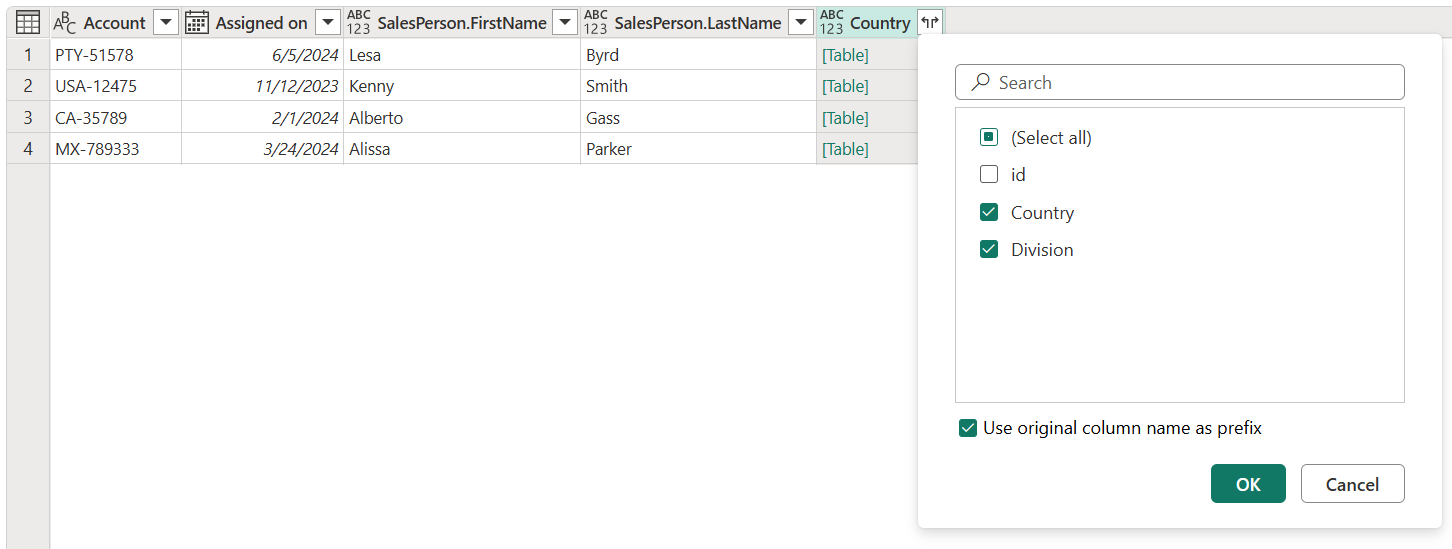 ABC Account Assigned on ABC 123 SalesPerson.FirstName ABC 123 SalesPerson.LastName ABC 123 Country
1 PTY-51578 6/5/2024 Lesa Byrd [Table]
2 USA-12475 11/12/2023 Kenny Smith [Table]
3 CA-35789 2/1/2024 Alberto Gass [Table]
4 MX-789333 3/24/2024 Alissa Parker [Table]
Search
(Select all)
id
Country
Division
Use original column name as prefix
OK Cancel